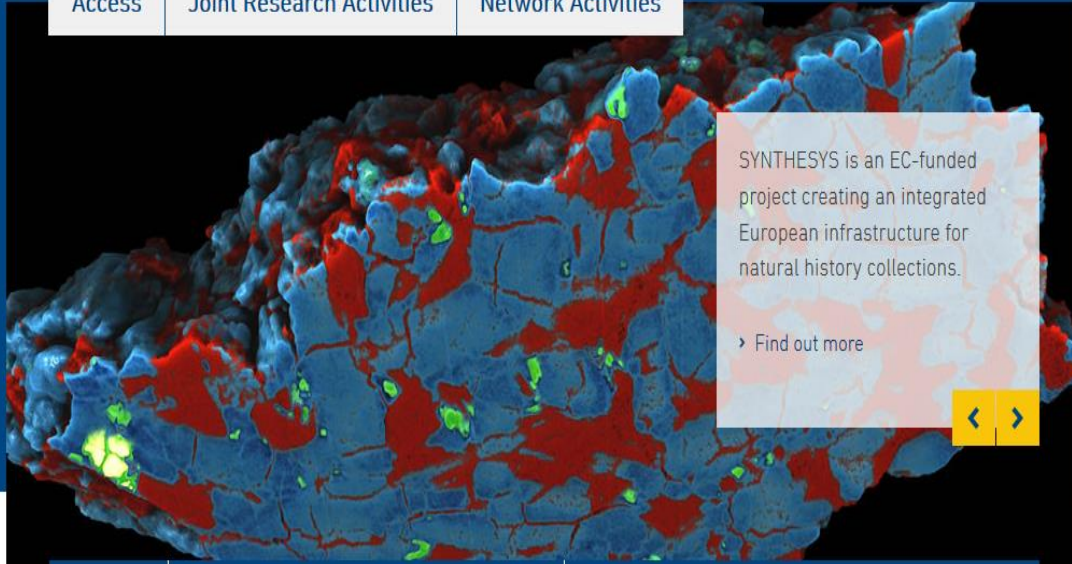 Access
Joint Research Activities
Network Activities
SYNTHESYS is an EC-funded
project creating an integrated
European infrastructure for
natural history collections.
› Find out more